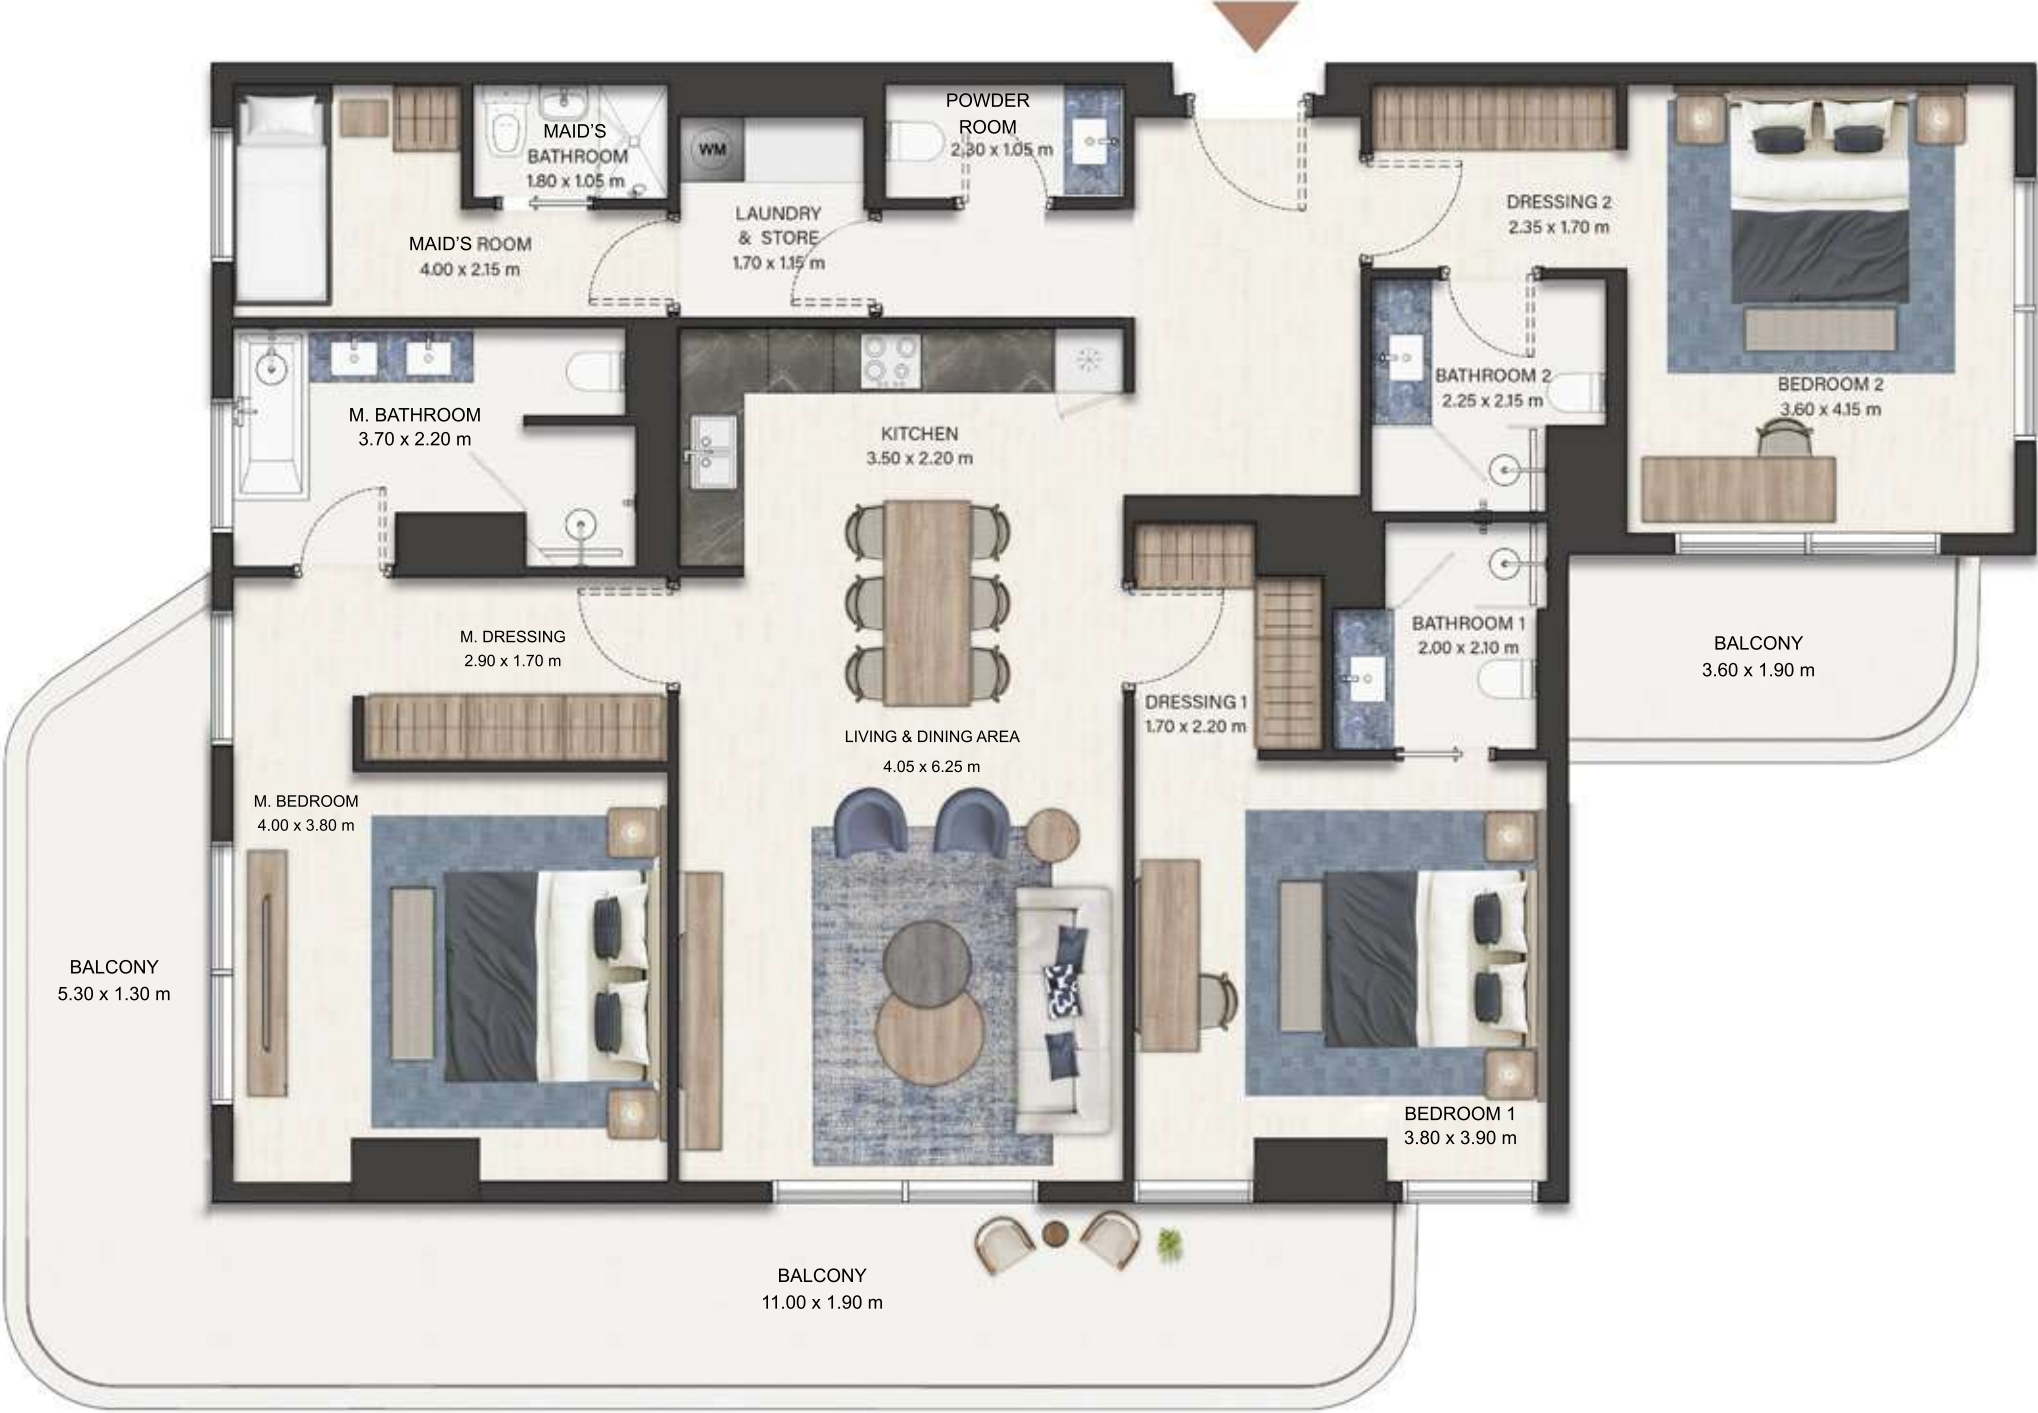 POWDER
ROOM
2.30 x 1.05 m
MAID'S
BATHROOM
1.80 x 1.05 m
WM
LAUNDRY
& STORE
1.70 x 1.15 m
MAID'S ROOM
4.00 x 2.15 m
DRESSING 2
2.35 x 1.70 m
BATHROOM 2
2.25 x 2.15 m
BEDROOM 2
3.60 x 4.15 m
M. BATHROOM
3.70 x 2.20 m
KITCHEN
3.50 x 2.20 m
M. DRESSING
2.90 x 1.70 m
BATHROOM 1
2.00 x 2.10 m
BALCONY
3.60 x 1.90 m
DRESSING 1
1.70 x 2.20 m
LIVING & DINING AREA
4.05 x 6.25 m
M. BEDROOM
4.00 x 3.80 m
BALCONY
5.30 x 1.30 m
BEDROOM 1
3.80 x 3.90 m
BALCONY
11.00 x 1.90 m